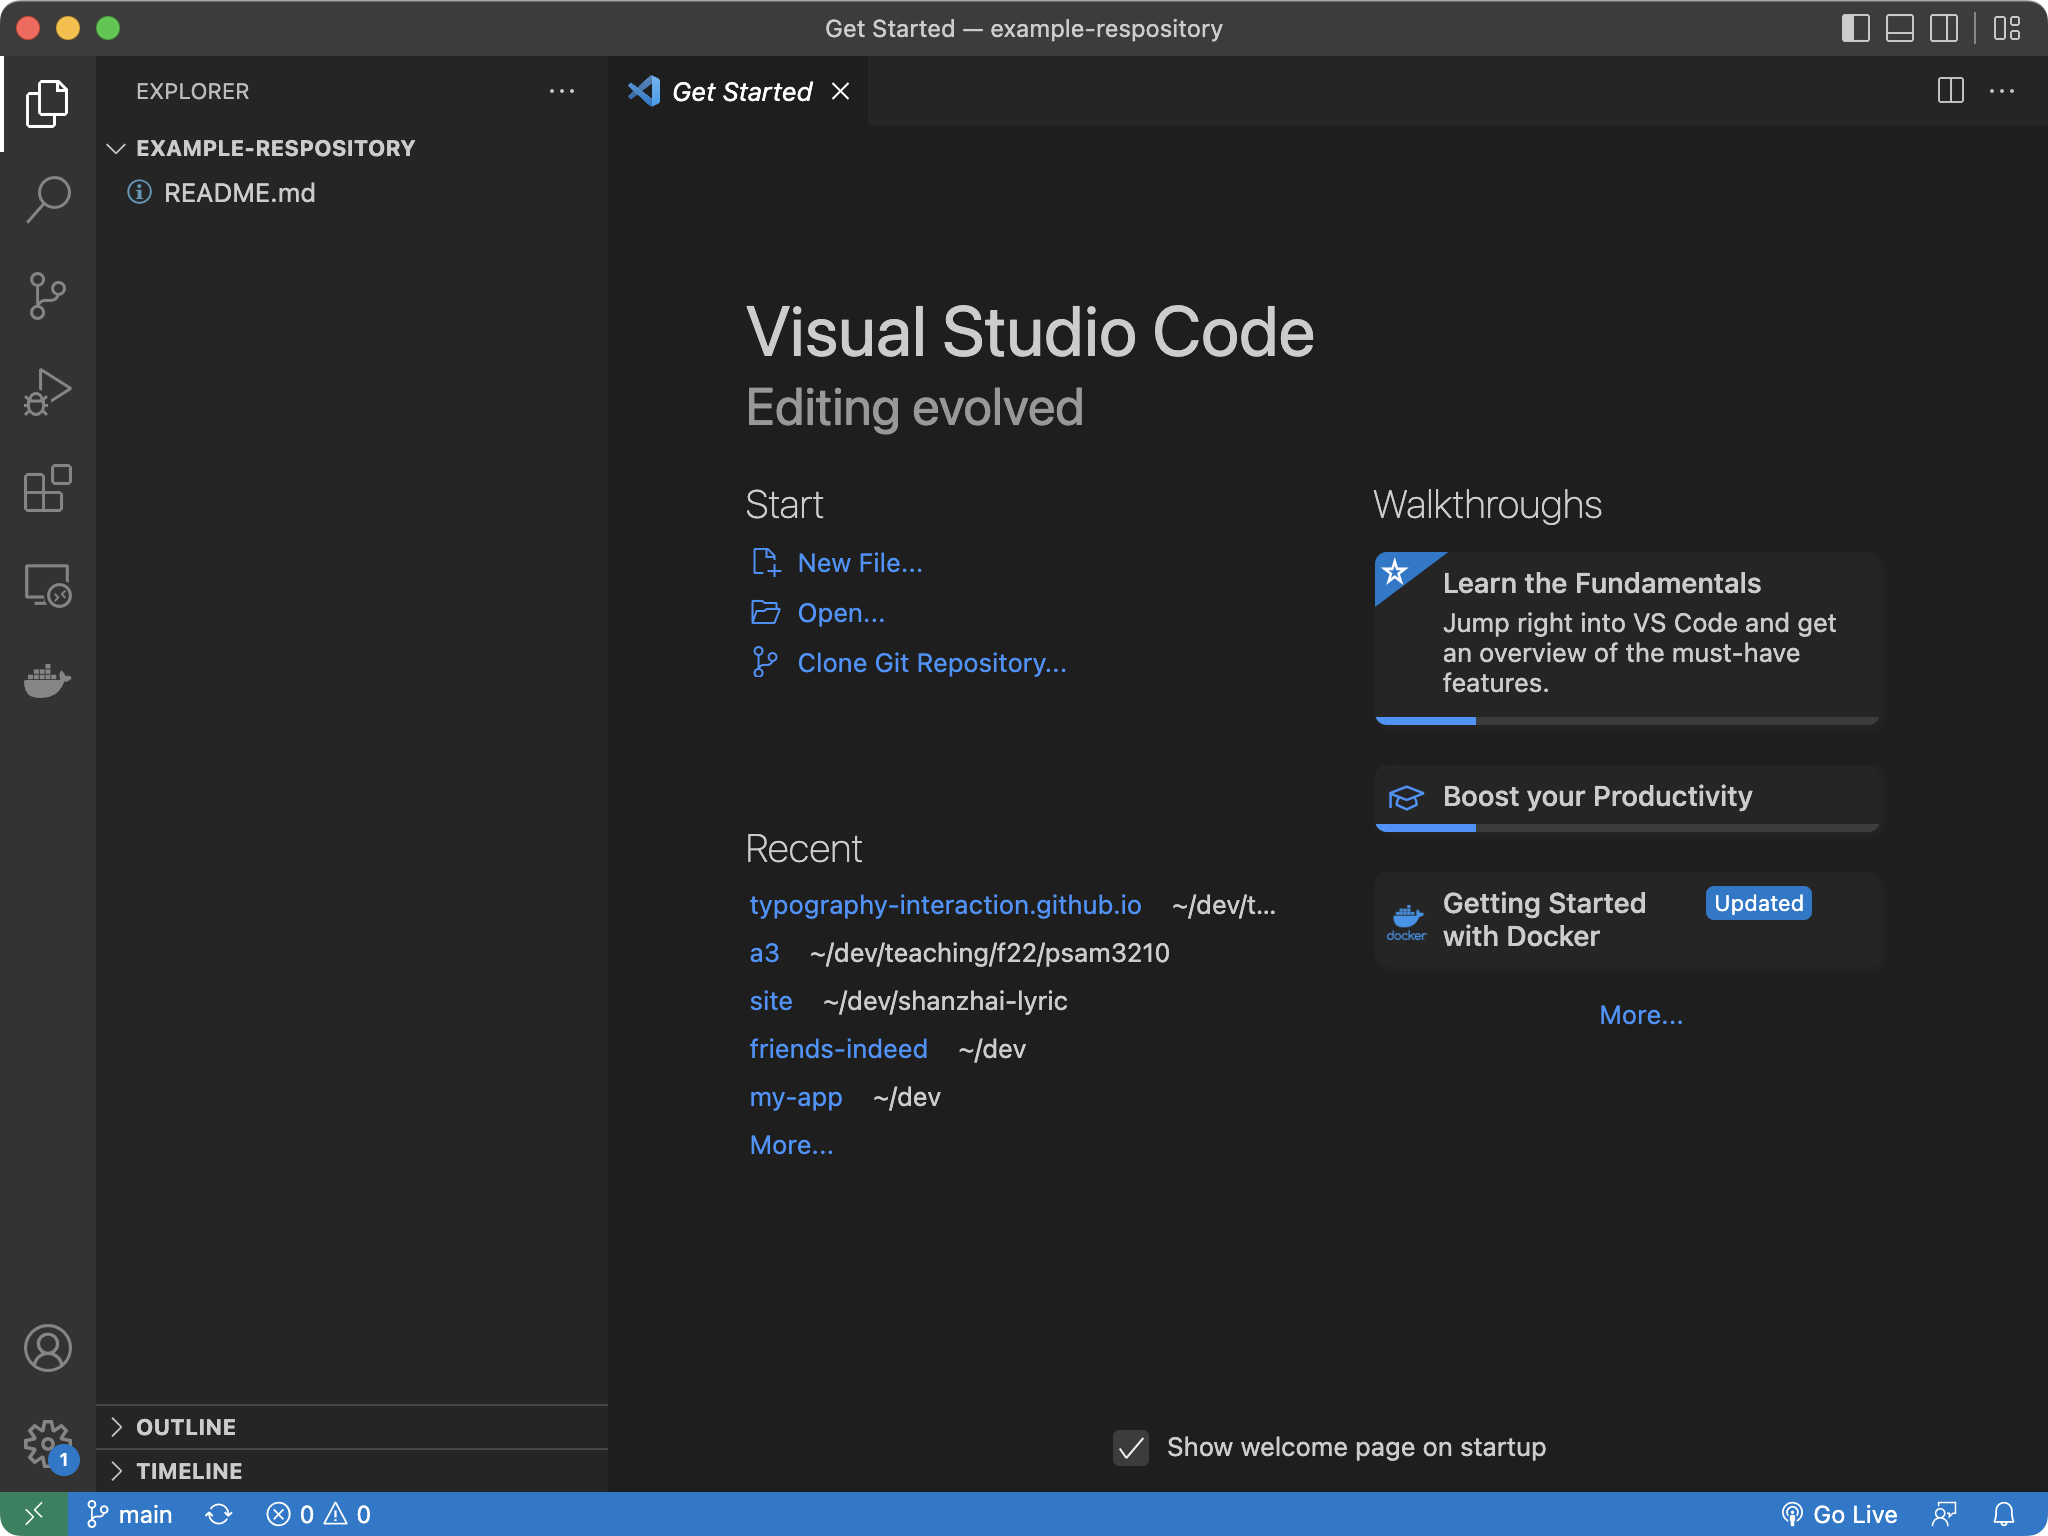 Get Started — example-respository
EXPLORER
Get Started
EXAMPLE-RESPOSITORY
README.md
Visual Studio Code
Editing evolved
Start
New File...
Open...
Clone Git Repository...
Recent
typography-interaction.github.io ~/dev/t...
a3 ~/dev/teaching/f22/psam3210
site ~/dev/shanzhai-lyric
friends-indeed ~/dev
my-app ~/dev
More...
Walkthroughs
Learn the Fundamentals
Jump right into VS Code and get
an overview of the must-have
features.
Boost your Productivity
docker
Getting Started
with Docker
Updated
More...
Show welcome page on startup
OUTLINE
TIMELINE
1
main
0
0
Go Live